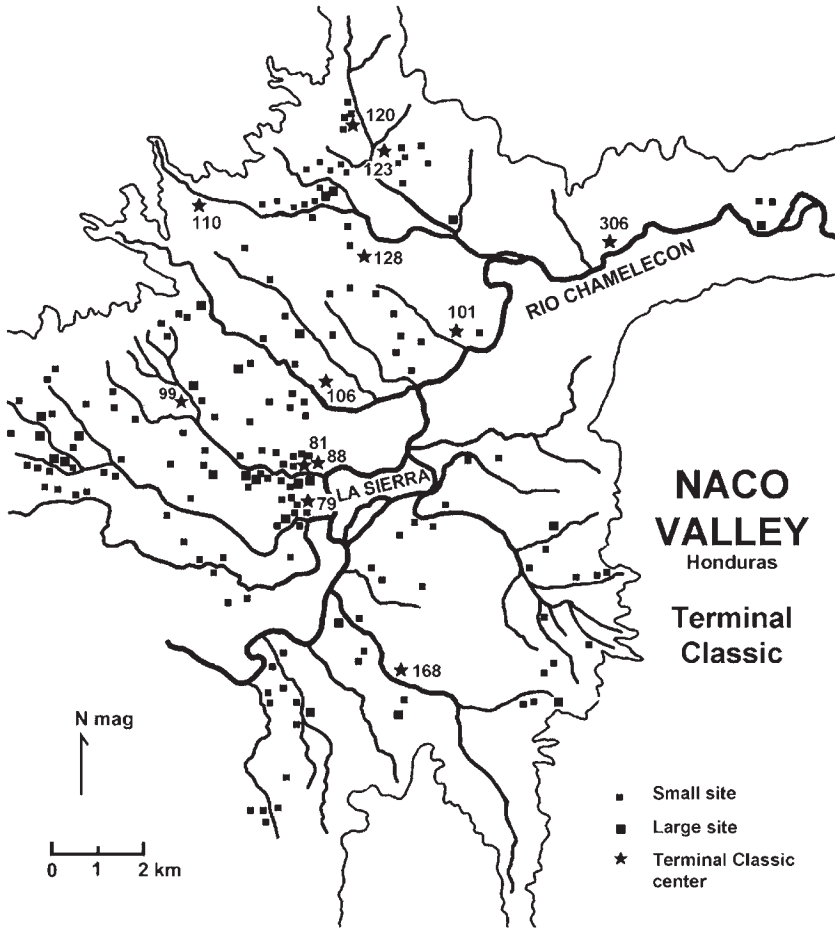 120
123
110
306
128
RIO CHAMELECON
101
106
99
81
88
LA SIERRA
79
NACO
VALLEY
Honduras
Terminal
Classic
168
N mag
0 1 2 km
Small site
Large site
Terminal Classic
center